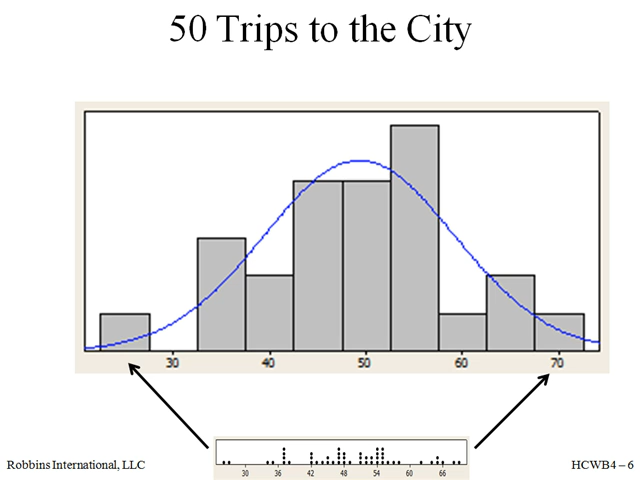 50 Trips to the City
30 40 50 60 70
30 36 42 48 54 60 66
Robbins International, LLC
HCWB4 – 6